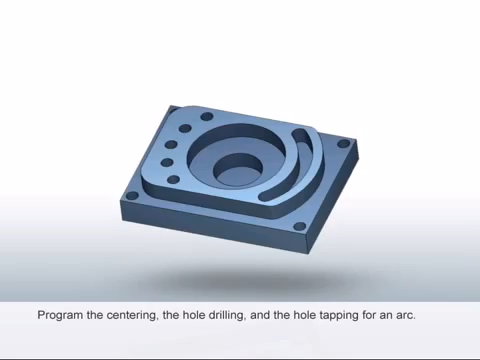 Program the centering, the hole drilling, and the hole tapping for an arc.